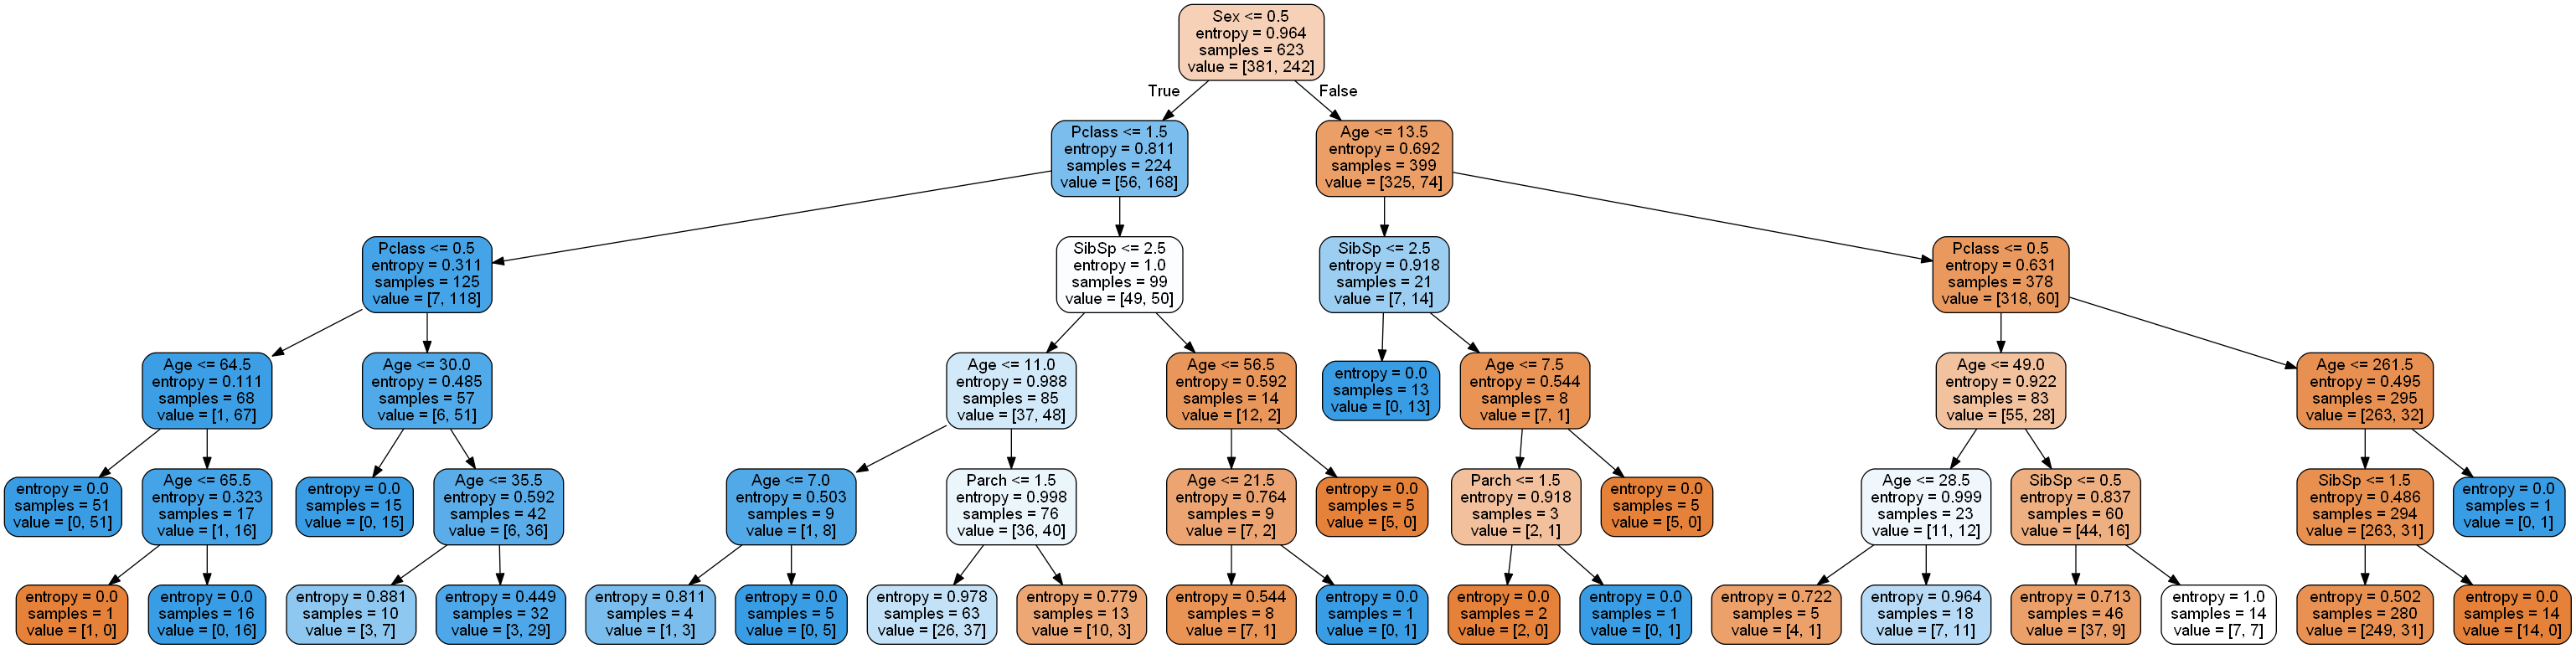 Sex <= 0.5
entropy = 0.964
samples = 623
value = [381, 242]
True
False
Pclass <= 1.5
entropy = 0.811
samples = 224
value = [56, 168]
Age <= 13.5
entropy = 0.692
samples = 399
value = [325, 74]
Pclass <= 0.5
entropy = 0.311
samples = 125
value = [7, 118]
SibSp <= 2.5
entropy = 1.0
samples = 99
value = [49, 50]
SibSp <= 2.5
entropy = 0.918
samples = 21
value = [7, 14]
Pclass <= 0.5
entropy = 0.631
samples = 378
value = [318, 60]
Age <= 64.5
entropy = 0.111
samples = 68
value = [1, 67]
Age <= 30.0
entropy = 0.485
samples = 57
value = [6, 51]
Age <= 11.0
entropy = 0.988
samples = 85
value = [37, 48]
Age <= 56.5
entropy = 0.592
samples = 14
value = [12, 2]
entropy = 0.0
samples = 13
value = [0, 13]
Age <= 7.5
entropy = 0.544
samples = 8
value = [7, 1]
Age <= 49.0
entropy = 0.922
samples = 83
value = [55, 28]
Age <= 261.5
entropy = 0.495
samples = 295
value = [263, 32]
entropy = 0.0
samples = 51
value = [0, 51]
Age <= 65.5
entropy = 0.323
samples = 17
value = [1, 16]
entropy = 0.0
samples = 15
value = [0, 15]
Age <= 35.5
entropy = 0.592
samples = 42
value = [6, 36]
Age <= 7.0
entropy = 0.503
samples = 9
value = [1, 8]
Parch <= 1.5
entropy = 0.998
samples = 76
value = [36, 40]
Age <= 21.5
entropy = 0.764
samples = 9
value = [7, 2]
entropy = 0.0
samples = 5
value = [5, 0]
Parch <= 1.5
entropy = 0.918
samples = 3
value = [2, 1]
entropy = 0.0
samples = 5
value = [5, 0]
Age <= 28.5
entropy = 0.999
samples = 23
value = [11, 12]
SibSp <= 0.5
entropy = 0.837
samples = 60
value = [44, 16]
SibSp <= 1.5
entropy = 0.486
samples = 294
value = [263, 31]
entropy = 0.0
samples = 1
value = [0, 1]
entropy = 0.0
samples = 1
value = [1, 0]
entropy = 0.0
samples = 16
value = [0, 16]
entropy = 0.881
samples = 10
value = [3, 7]
entropy = 0.449
samples = 32
value = [3, 29]
entropy = 0.811
samples = 4
value = [1, 3]
entropy = 0.0
samples = 5
value = [0, 5]
entropy = 0.978
samples = 63
value = [26, 37]
entropy = 0.779
samples = 13
value = [10, 3]
entropy = 0.544
samples = 8
value = [7, 1]
entropy = 0.0
samples = 1
value = [0, 1]
entropy = 0.0
samples = 2
value = [2, 0]
entropy = 0.0
samples = 1
value = [0, 1]
entropy = 0.722
samples = 5
value = [4, 1]
entropy = 0.964
samples = 18
value = [7, 11]
entropy = 0.713
samples = 46
value = [37, 9]
entropy = 1.0
samples = 14
value = [7, 7]
entropy = 0.502
samples = 280
value = [249, 31]
entropy = 0.0
samples = 14
value = [14, 0]